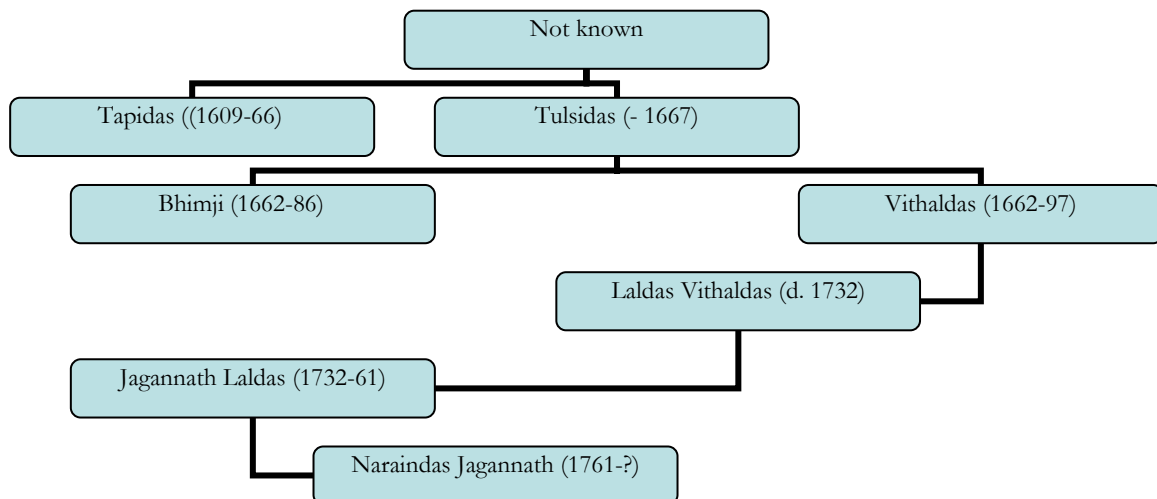 Not known
Tapidas ((1609-66)
Tulsidas (- 1667)
Bhimji (1662-86)
Vithaldas (1662-97)
Laldas Vithaldas (d. 1732)
Jagannath Laldas (1732-61)
Naraindas Jagannath (1761-?)